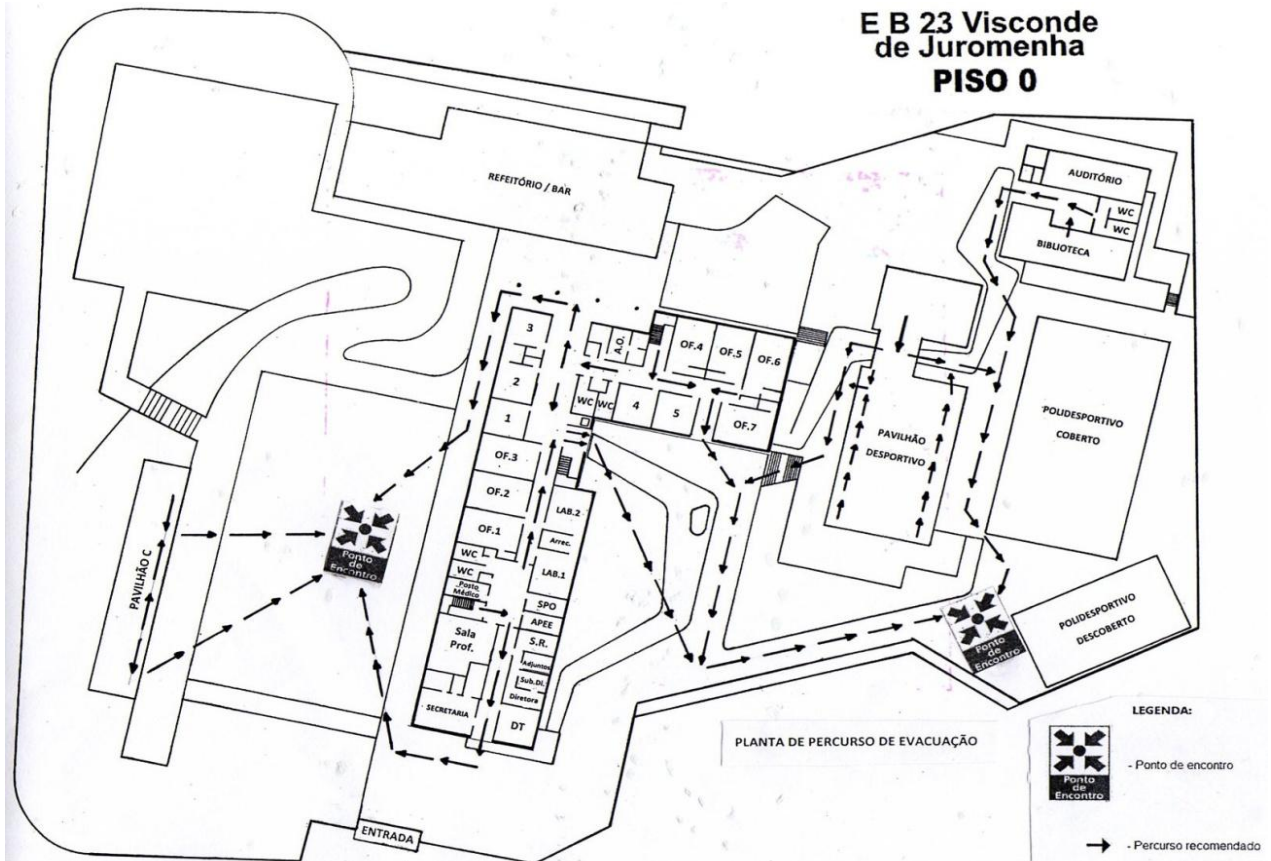 E B 23 Visconde
de Juromenha
PISO 0
REFEITÓRIO / BAR
AUDITÓRIO
WC
WC
BIBLIOTECA
3
2
1
OF.3
OF.2
OF.1
WC
WC
Posto
Médico
Sala
Prof.
SECRETARIA
A.O.
WC
WC
4
5
OF.4
OF.5
OF.6
OF.7
LAB.2
Arrec.
LAB.1
SPO
APEE
S.R.
Adjuntos
Sub.Di.
Diretora
DT
PAVILHÃO
DESPORTIVO
POLIDESPORTIVO
COBERTO
POLIDESPORTIVO
DESCOBERTO
PAVILHÃO C
Ponto
de
Encontro
Ponto
de
Encontro
ENTRADA
PLANTA DE PERCURSO DE EVACUAÇÃO
LEGENDA:
Ponto
de
Encontro
- Ponto de encontro
- Percurso recomendado